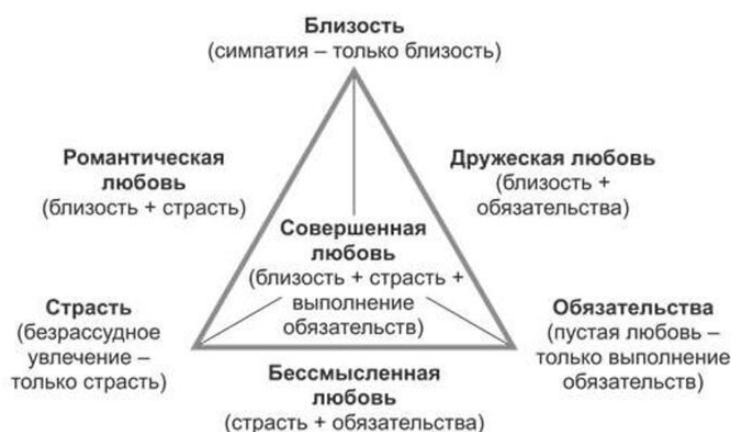 Близость
(симпатия – только близость)
Романтическая
любовь
(близость + страсть)
Дружеская любовь
(близость +
обязательства)
Совершенная
любовь
(близость + страсть +
выполнение
обязательств)
Страсть
(безрассудное
увлечение –
только страсть)
Обязательства
(пустая любовь –
только выполнение
обязательств)
Бессмысленная
любовь
(страсть + обязательства)